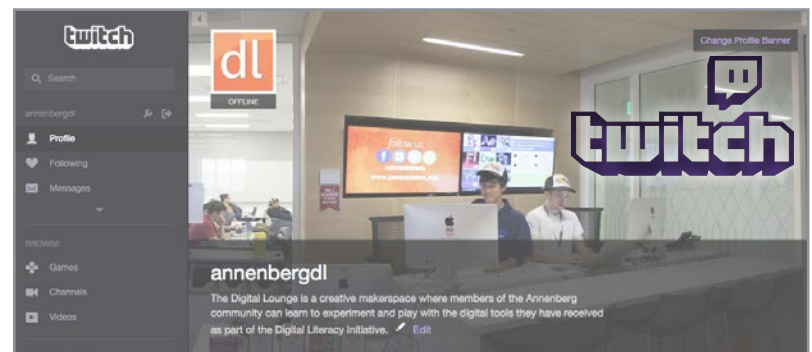 twitch
Search
annenbergdl
Profile
Following
Messages
BROWSE
Games
Channels
Videos
dl
OFFLINE
follow us
Change Profile Banner
twitch
annenbergdl
The Digital Lounge is a creative makerspace where members of the Annenberg
community can learn to experiment and play with the digital tools they have received
as part of the Digital Literacy Initiative. Edit